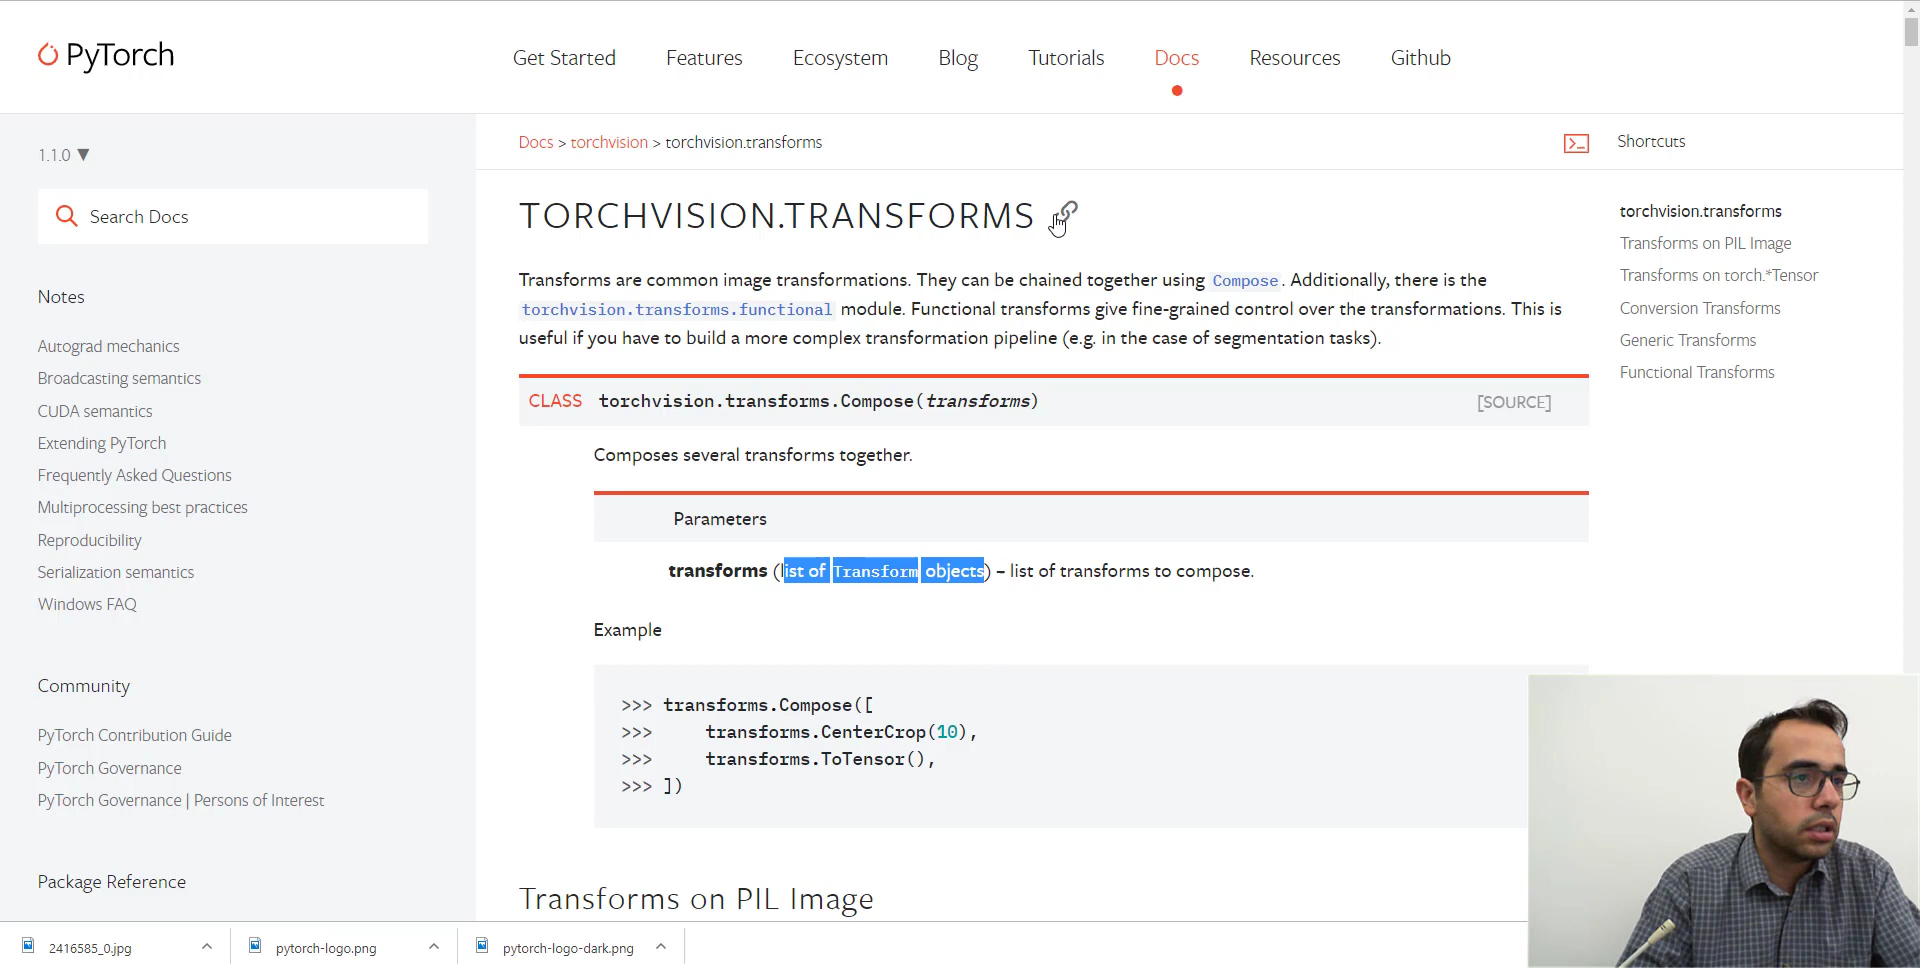 PyTorch
Get Started Features Ecosystem Blog Tutorials Docs Resources Github
1.1.0 ▼
Search Docs
Notes
Autograd mechanics
Broadcasting semantics
CUDA semantics
Extending PyTorch
Frequently Asked Questions
Multiprocessing best practices
Reproducibility
Serialization semantics
Windows FAQ
Community
PyTorch Contribution Guide
PyTorch Governance
PyTorch Governance | Persons of Interest
Package Reference
Docs > torchvision > torchvision.transforms
TORCHVISION.TRANSFORMS
Transforms are common image transformations. They can be chained together using Compose. Additionally, there is the
torchvision.transforms.functional module. Functional transforms give fine-grained control over the transformations. This is
useful if you have to build a more complex transformation pipeline (e.g. in the case of segmentation tasks).
CLASS torchvision.transforms.Compose(transforms) [SOURCE]
Composes several transforms together.
Parameters
transforms (list of Transform objects) – list of transforms to compose.
Example
>>> transforms.Compose([
>>>     transforms.CenterCrop(10),
>>>     transforms.ToTensor(),
>>> ])
Transforms on PIL Image
Shortcuts
torchvision.transforms
Transforms on PIL Image
Transforms on torch.*Tensor
Conversion Transforms
Generic Transforms
Functional Transforms
2416585_0.jpg
pytorch-logo.png
pytorch-logo-dark.png